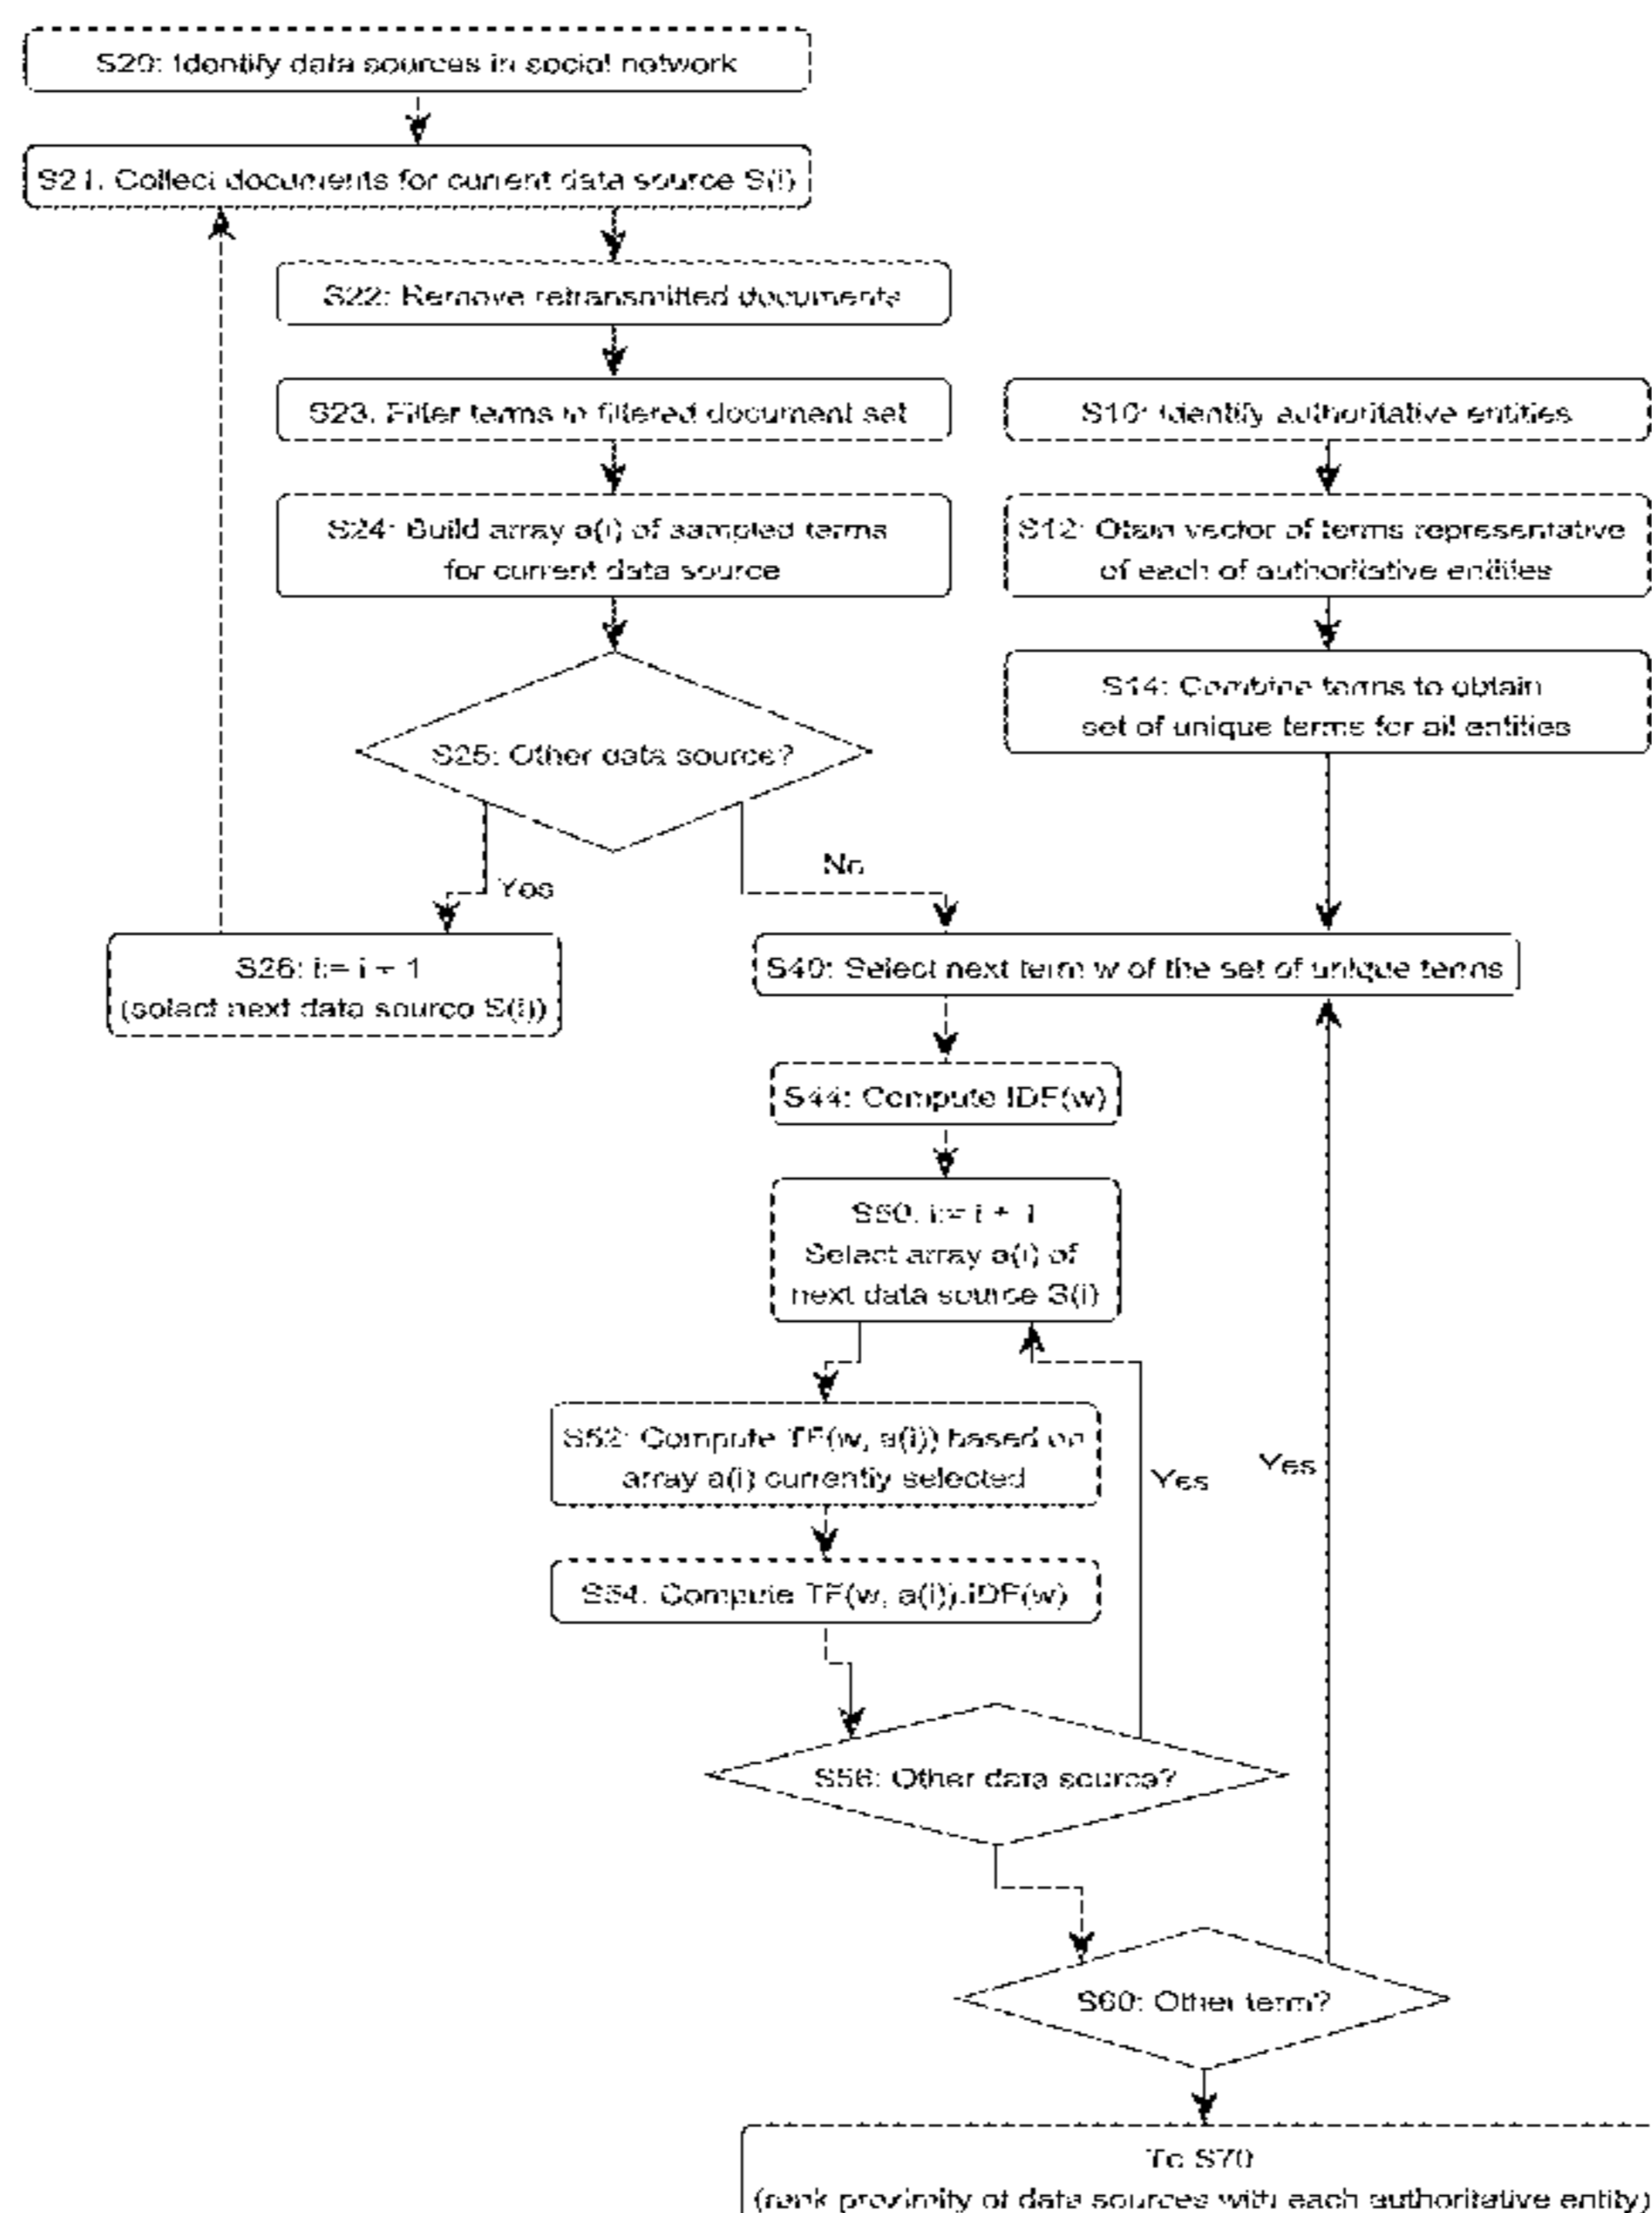 S20: Identify data sources in social network
S21. Collect documents for current data source S(i)
S22: Remove retransmitted documents
S23. Filter terms in filtered document set
S10: Identify authoritative entities
S24: Build array a(i) of sampled terms
for current data source
S12: Otain vector of terms representative
of each of authoritative entities
S14: Combine terms to obtain
set of unique terms for all entities
S25: Other data source?
No
Yes
S26: i:= i + 1
(select next data source S(i))
S40: Select next term w of the set of unique terms
S44: Compute IDF(w)
S50. i:= i + 1
Select array a(i) of
next data source S(i)
S52: Compute TF(w, a(i)) based on
array a(i) currently selected
Yes
Yes
S54. Compute TF(w, a(i)).IDF(w)
S56: Other data source?
S60: Other term?
To S70
(rank proximity of data sources with each authoritative entity)